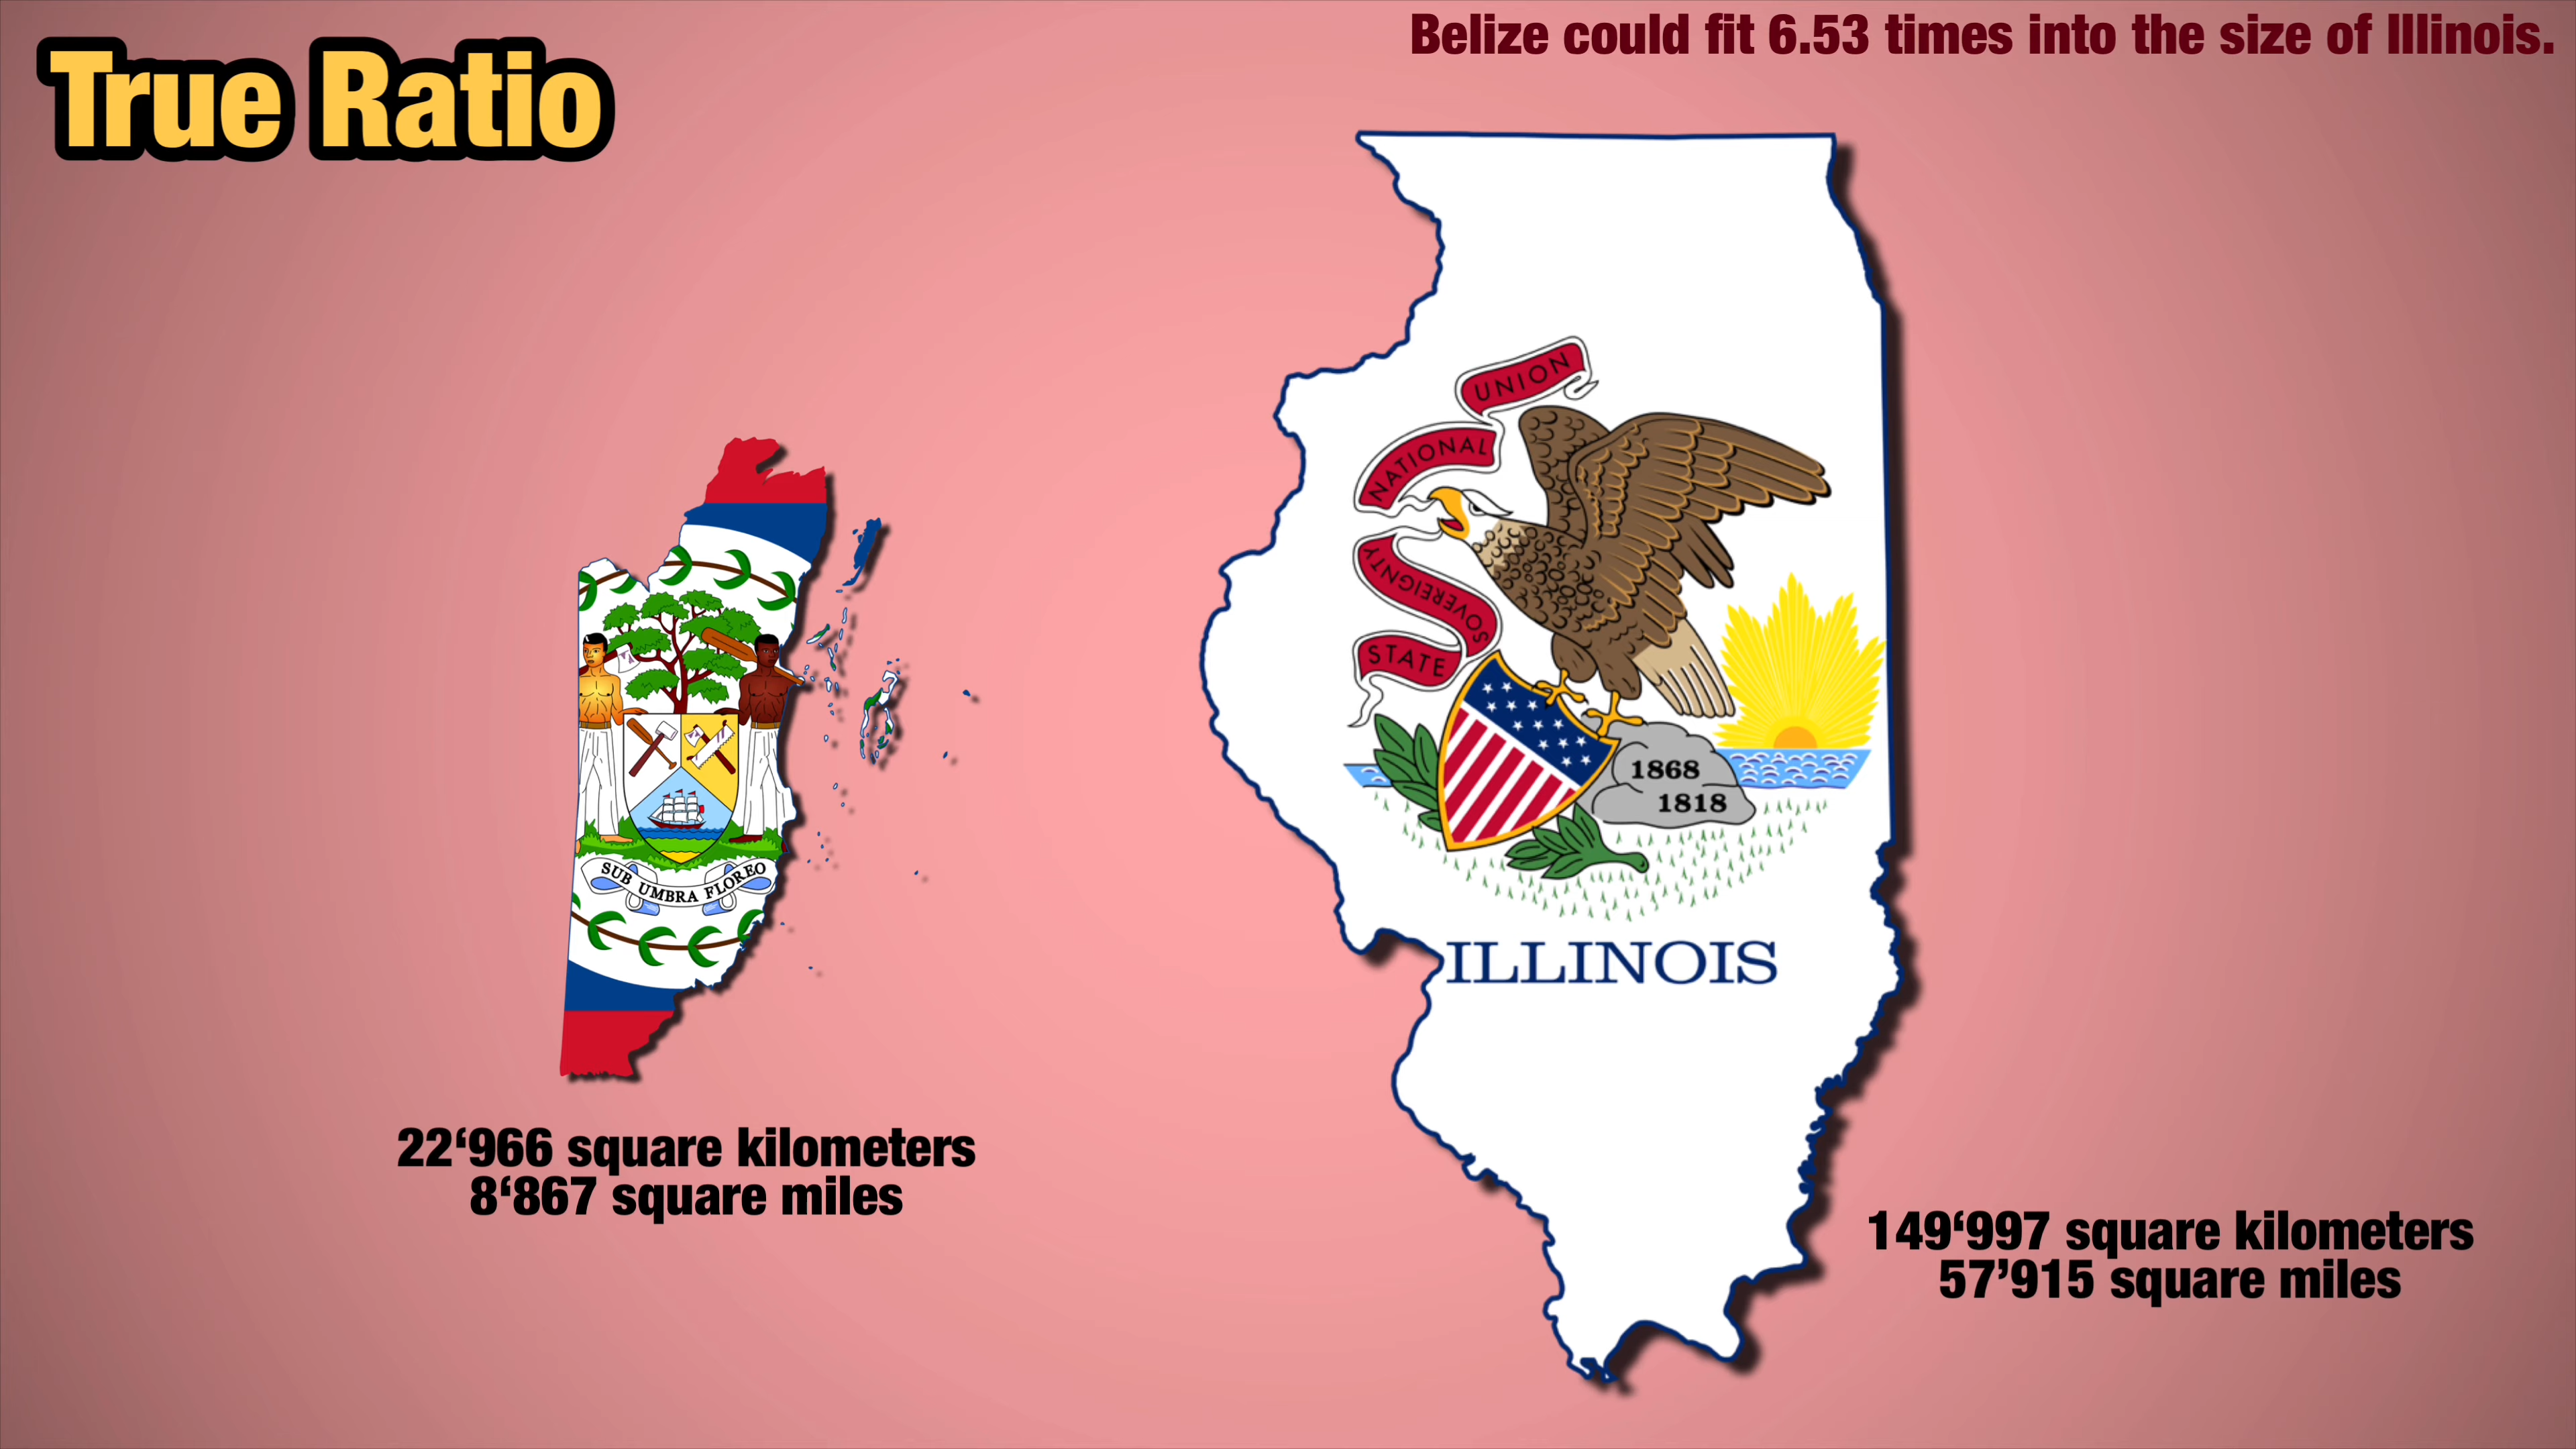 Belize could fit 6.53 times into the size of Illinois.
True Ratio
UNION
NATIONAL
SOVEREIGNTY
STATE
1868
1818
SUB UMBRA FLOREO
ILLINOIS
22‘966 square kilometers
8‘867 square miles
149‘997 square kilometers
57’915 square miles